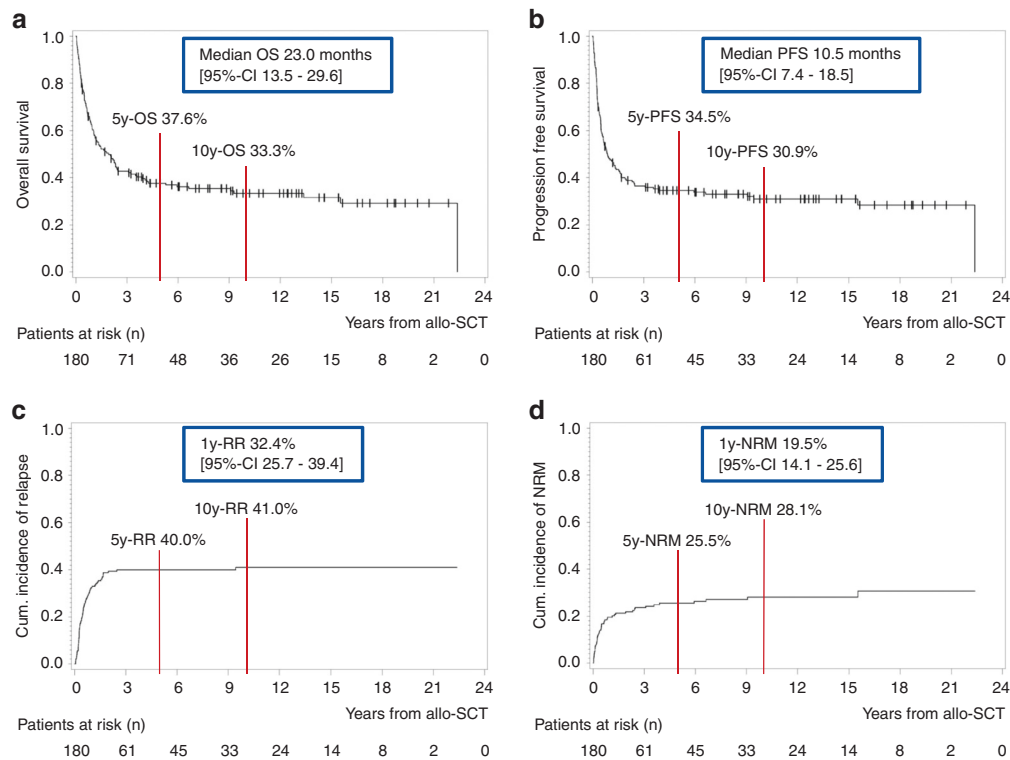 a
Overall survival
1.0
0.8
0.6
0.4
0.2
0.0
Median OS 23.0 months
[95%-CI 13.5 - 29.6]
5y-OS 37.6%
10y-OS 33.3%
0 3 6 9 12 15 18 21 24
Years from allo-SCT
Patients at risk (n)
180 71 48 36 26 15 8 2 0
b
Progression free survival
1.0
0.8
0.6
0.4
0.2
0.0
Median PFS 10.5 months
[95%-CI 7.4 - 18.5]
5y-PFS 34.5%
10y-PFS 30.9%
0 3 6 9 12 15 18 21 24
Years from allo-SCT
Patients at risk (n)
180 61 45 33 24 14 8 2 0
c
Cum. incidence of relapse
1.0
0.8
0.6
0.4
0.2
0.0
1y-RR 32.4%
[95%-CI 25.7 - 39.4]
10y-RR 41.0%
5y-RR 40.0%
0 3 6 9 12 15 18 21 24
Years from allo-SCT
Patients at risk (n)
180 61 45 33 24 14 8 2 0
d
Cum. incidence of NRM
1.0
0.8
0.6
0.4
0.2
0.0
1y-NRM 19.5%
[95%-CI 14.1 - 25.6]
10y-NRM 28.1%
5y-NRM 25.5%
0 3 6 9 12 15 18 21 24
Years from allo-SCT
Patients at risk (n)
180 61 45 33 24 14 8 2 0